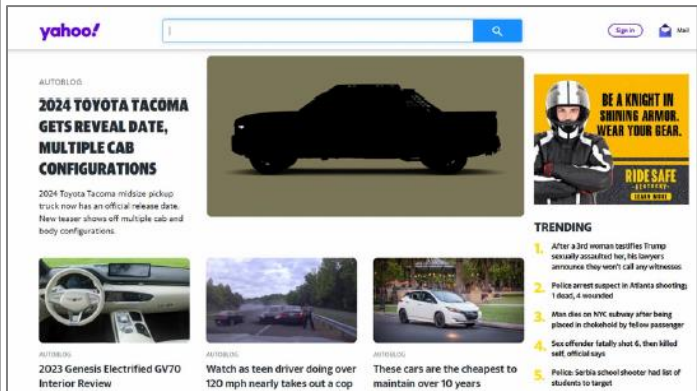 yahoo!
Sign in
Mail
AUTOBLOG
2024 TOYOTA TACOMA
GETS REVEAL DATE,
MULTIPLE CAB
CONFIGURATIONS
2024 Toyota Tacoma midsize pickup
truck now has an official release date.
New teaser shows off multiple cab and
body configurations.
BE A KNIGHT IN
SHINING ARMOR.
WEAR YOUR GEAR.
RIDE SAFE
KENTUCKY
LEARN MORE
TRENDING
1. After a 3rd woman testifies Trump
sexually assaulted her, his lawyers
announce they won't call any witnesses
2. Police arrest suspect in Atlanta shooting;
1 dead, 4 wounded
3. Man dies on NYC subway after being
placed in chokehold by fellow passenger
4. Sex offender fatally shot 6, then killed
self, official says
5. Police: Serbia school shooter had list of
students to target
AUTOBLOG
2023 Genesis Electrified GV70
Interior Review
AUTOBLOG
Watch as teen driver doing over
120 mph nearly takes out a cop
AUTOBLOG
These cars are the cheapest to
maintain over 10 years